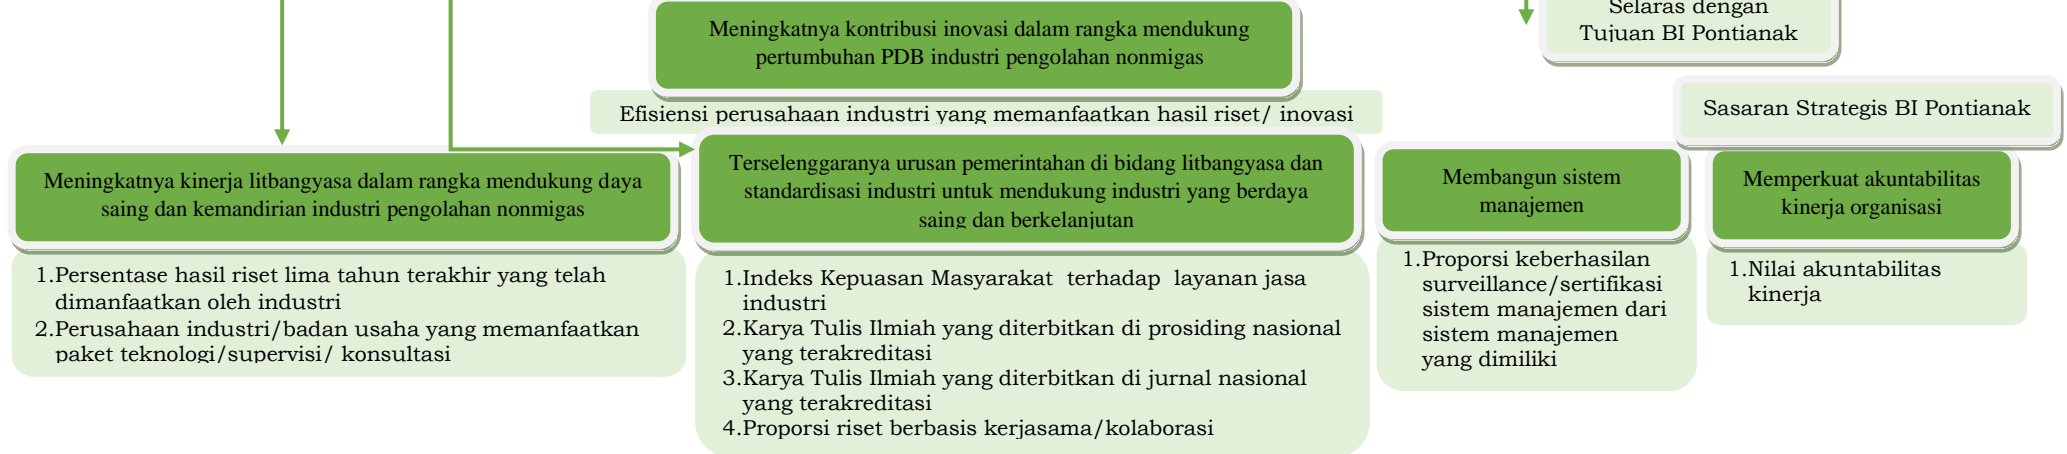 Meningkatnya kontribusi inovasi dalam rangka mendukung
pertumbuhan PDB industri pengolahan nonmigas
Selaras dengan
Tujuan BI Pontianak
Efisiensi perusahaan industri yang memanfaatkan hasil riset/ inovasi
Sasaran Strategis BI Pontianak
Meningkatnya kinerja litbangyasa dalam rangka mendukung daya
saing dan kemandirian industri pengolahan nonmigas
1.Persentase hasil riset lima tahun terakhir yang telah
dimanfaatkan oleh industri
2.Perusahaan industri/badan usaha yang memanfaatkan
paket teknologi/supervisi/ konsultasi
Terselenggaranya urusan pemerintahan di bidang litbangyasa dan
standardisasi industri untuk mendukung industri yang berdaya
saing dan berkelanjutan
1.Indeks Kepuasan Masyarakat terhadap layanan jasa
industri
2.Karya Tulis Ilmiah yang diterbitkan di prosiding nasional
yang terakreditasi
3.Karya Tulis Ilmiah yang diterbitkan di jurnal nasional
yang terakreditasi
4.Proporsi riset berbasis kerjasama/kolaborasi
Membangun sistem
manajemen
1.Proporsi keberhasilan
surveillance/sertifikasi
sistem manajemen dari
sistem manajemen
yang dimiliki
Memperkuat akuntabilitas
kinerja organisasi
1.Nilai akuntabilitas
kinerja